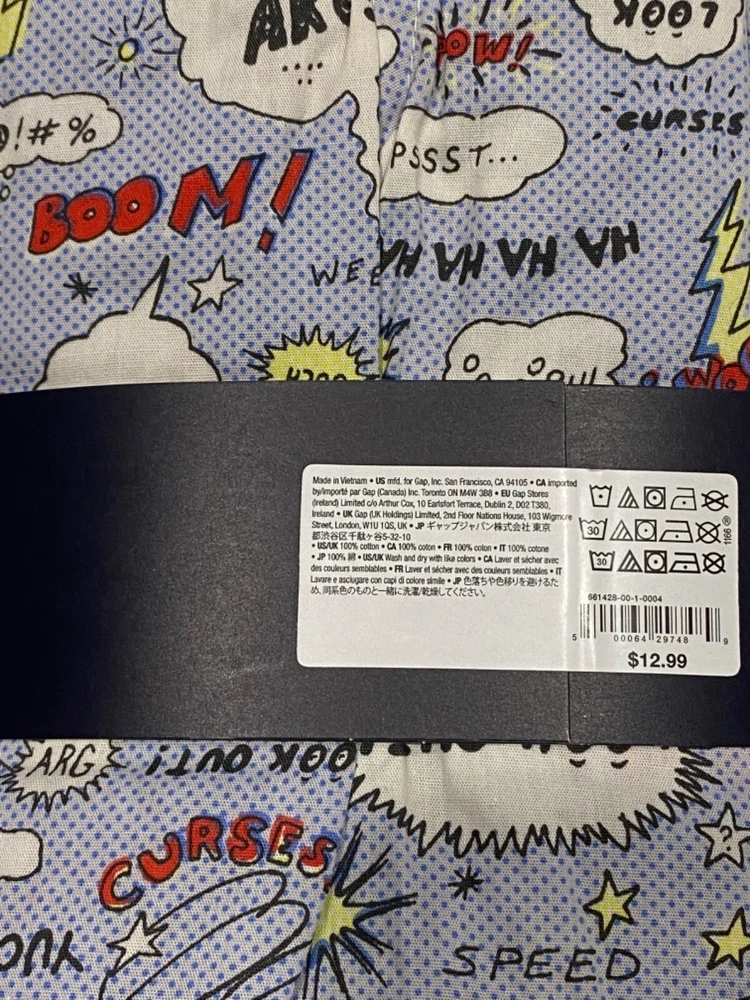 LOOK
POW!
!#%
CURSES
PSSST...
BOOM!
HA HA HA HA
WEE
Made in Vietnam • US mfd. for Gap, Inc. San Francisco, CA 94105 • CA imported
by/importé par Gap (Canada) Inc. Toronto ON M4W 3B8 • EU Gap Stores
(Ireland) Limited c/o Arthur Cox, 10 Earlsfort Terrace, Dublin 2, D02 T380,
Ireland • UK Gap (UK Holdings) Limited, 2nd Floor Nations House, 103 Wigmore
Street, London, W1U 1QS, UK • JP ギャップジャパン株式会社 東京
都渋谷区千駄ヶ谷5-32-10
• US/UK 100% cotton • CA 100% coton • FR 100% coton • IT 100% cotone
• JP 100% 綿 • US/UK Wash and dry with like colors • CA Laver et sécher avec
des couleurs semblables • FR Laver et sécher avec des couleurs semblables • IT
Lavare e asciugare con capi di colore simile • JP 色落ちや色移りを避けるた
め、同系色のものと一緒に洗濯/乾燥してください。
30
30
1199 ®
661428-00-1-0004
5 00064 29748 9
$12.99
ARG
LOOK OUT!
CURSES
?
SPEED